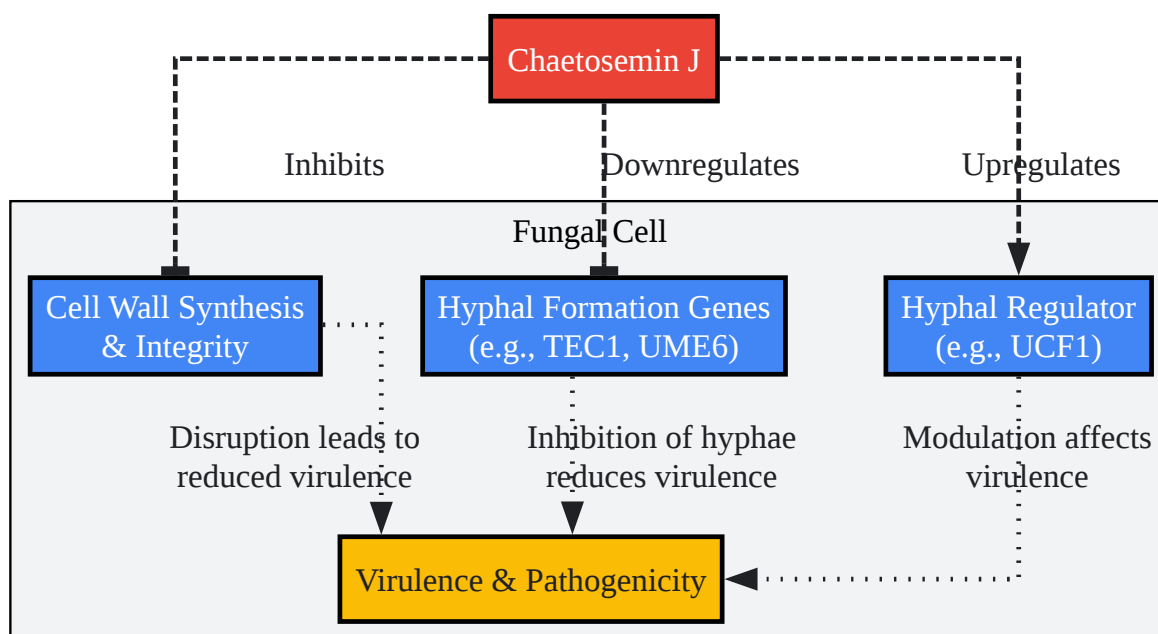 Chaetosemin J
Inhibits
Downregulates
Upregulates
Fungal Cell
Cell Wall Synthesis
& Integrity
Hyphal Formation Genes
(e.g., TEC1, UME6)
Hyphal Regulator
(e.g., UCF1)
Disruption leads to
reduced virulence
Inhibition of hyphae
reduces virulence
Modulation affects
virulence
Virulence & Pathogenicity